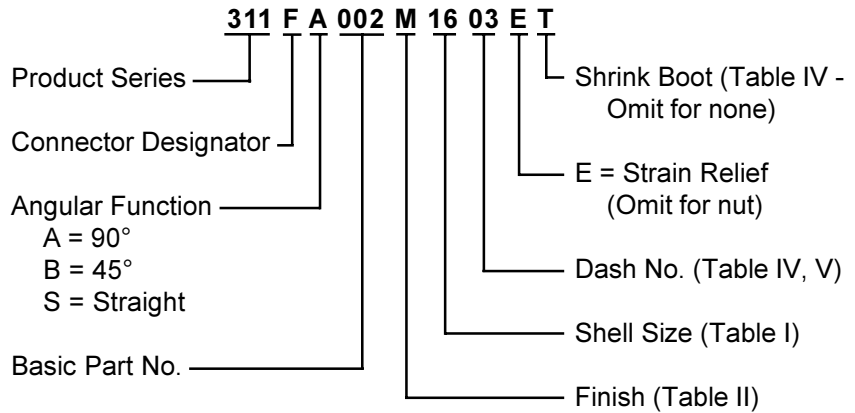 311 F A 002 M 16 03 E T
Product Series
Connector Designator
Angular Function
A = 90°
B = 45°
S = Straight
Basic Part No.
Shrink Boot (Table IV -
Omit for none)
E = Strain Relief
(Omit for nut)
Dash No. (Table IV, V)
Shell Size (Table I)
Finish (Table II)